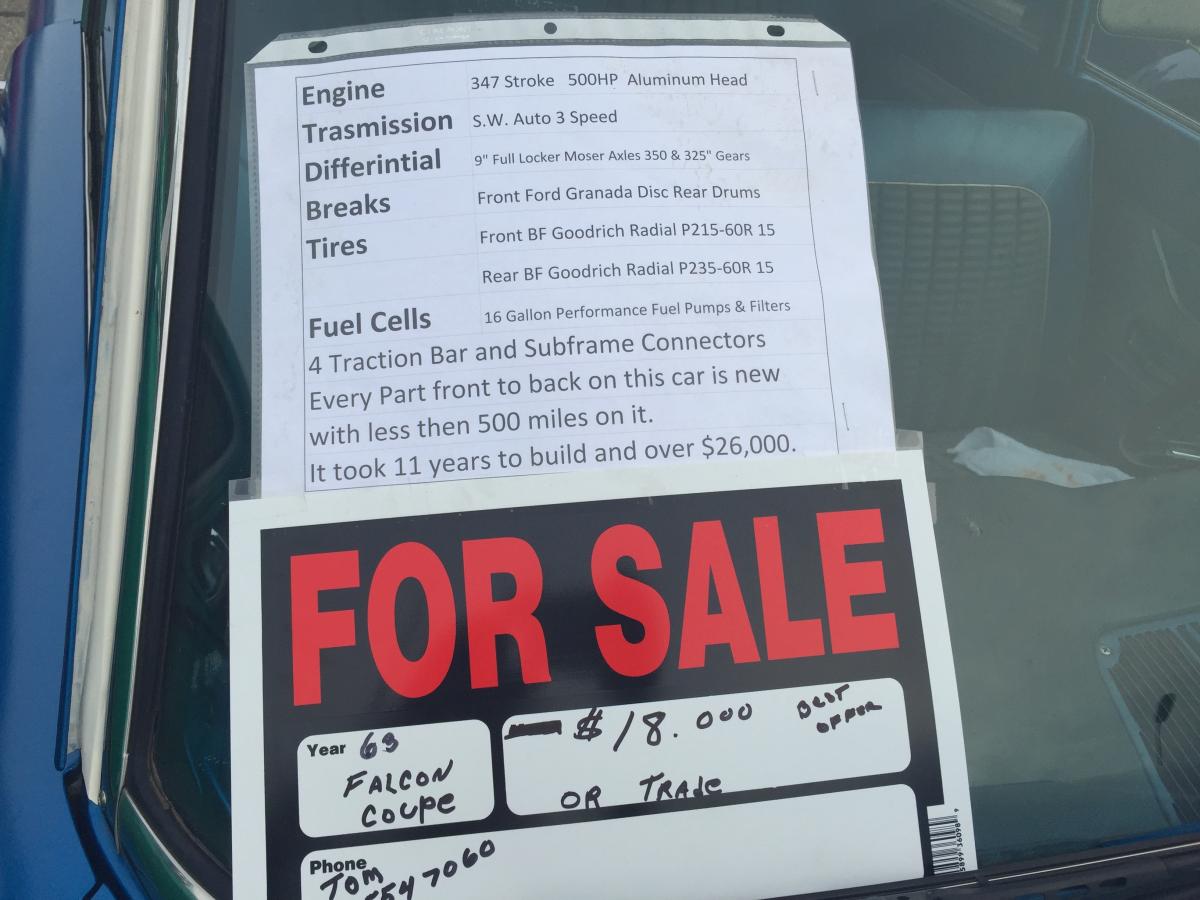 Engine 347 Stroke 500HP Aluminum Head
Trasmission S.W. Auto 3 Speed
Differintial 9" Full Locker Moser Axles 350 & 325" Gears
Breaks Front Ford Granada Disc Rear Drums
Tires Front BF Goodrich Radial P215-60R 15
Rear BF Goodrich Radial P235-60R 15
Fuel Cells 16 Gallon Performance Fuel Pumps & Filters
4 Traction Bar and Subframe Connectors
Every Part front to back on this car is new
with less then 500 miles on it.
It took 11 years to build and over $26,000.
FOR SALE
Year 63
FALCON
COUPE
$18.000 BEST
OFFER
OR TRADE
Phone
TOM
547060